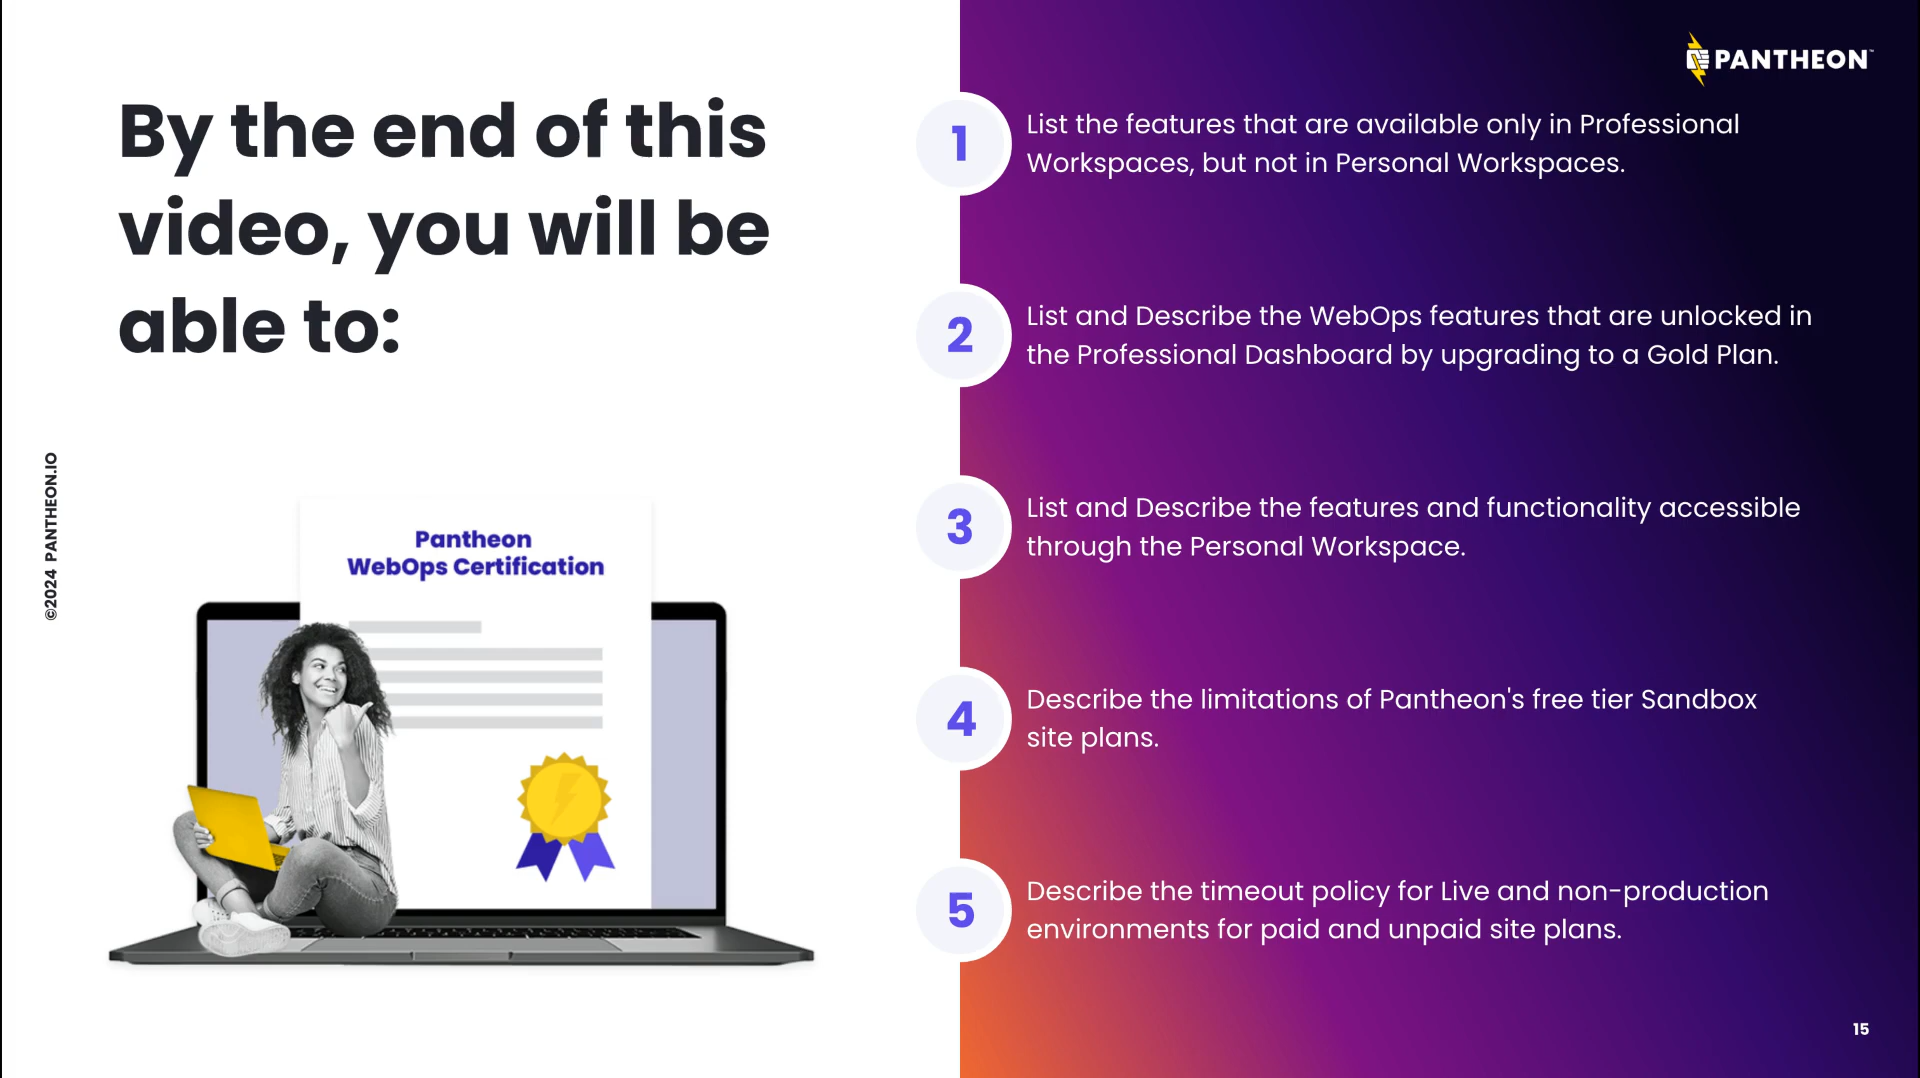 PANTHEON™
By the end of this
video, you will be
able to:
©2024 PANTHEON.IO
Pantheon
WebOps Certification
1
List the features that are available only in Professional
Workspaces, but not in Personal Workspaces.
2
List and Describe the WebOps features that are unlocked in
the Professional Dashboard by upgrading to a Gold Plan.
3
List and Describe the features and functionality accessible
through the Personal Workspace.
4
Describe the limitations of Pantheon's free tier Sandbox
site plans.
5
Describe the timeout policy for Live and non-production
environments for paid and unpaid site plans.
15